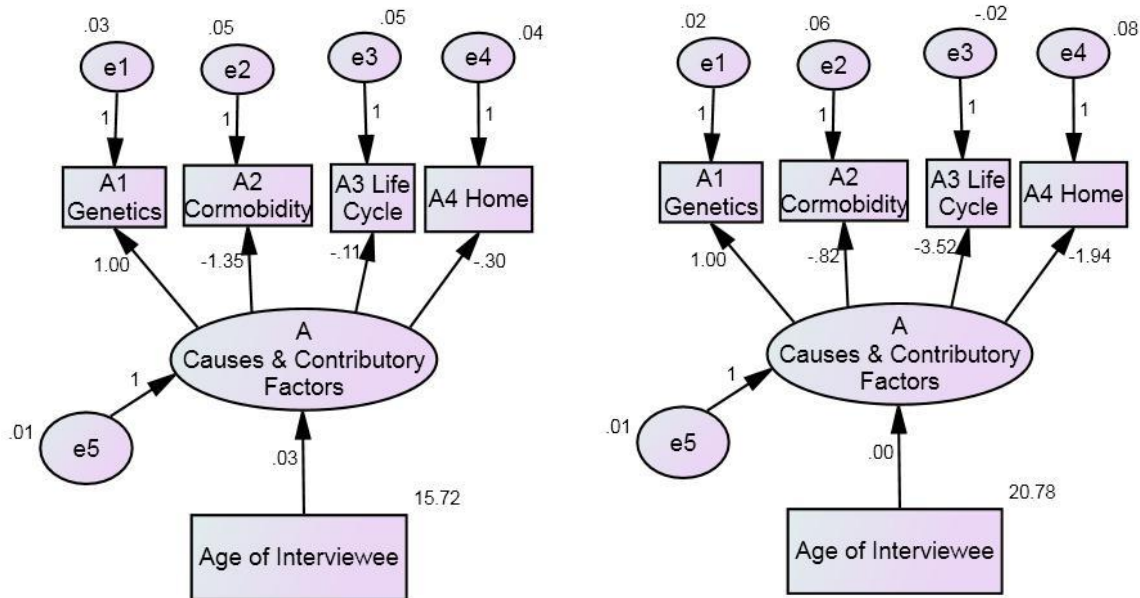 .03
.05
.05
.04
e1
e2
e3
e4
1
1
1
1
A1
Genetics
A2
Cormobidity
A3 Life
Cycle
A4 Home
1.00
-1.35
-.11
-.30
A
Causes & Contributory
Factors
1
.01
e5
.03
15.72
Age of Interviewee
.02
.06
-.02
.08
e1
e2
e3
e4
1
1
1
1
A1
Genetics
A2
Cormobidity
A3 Life
Cycle
A4 Home
1.00
-.82
-3.52
-1.94
A
Causes & Contributory
Factors
1
.01
e5
.00
20.78
Age of Interviewee